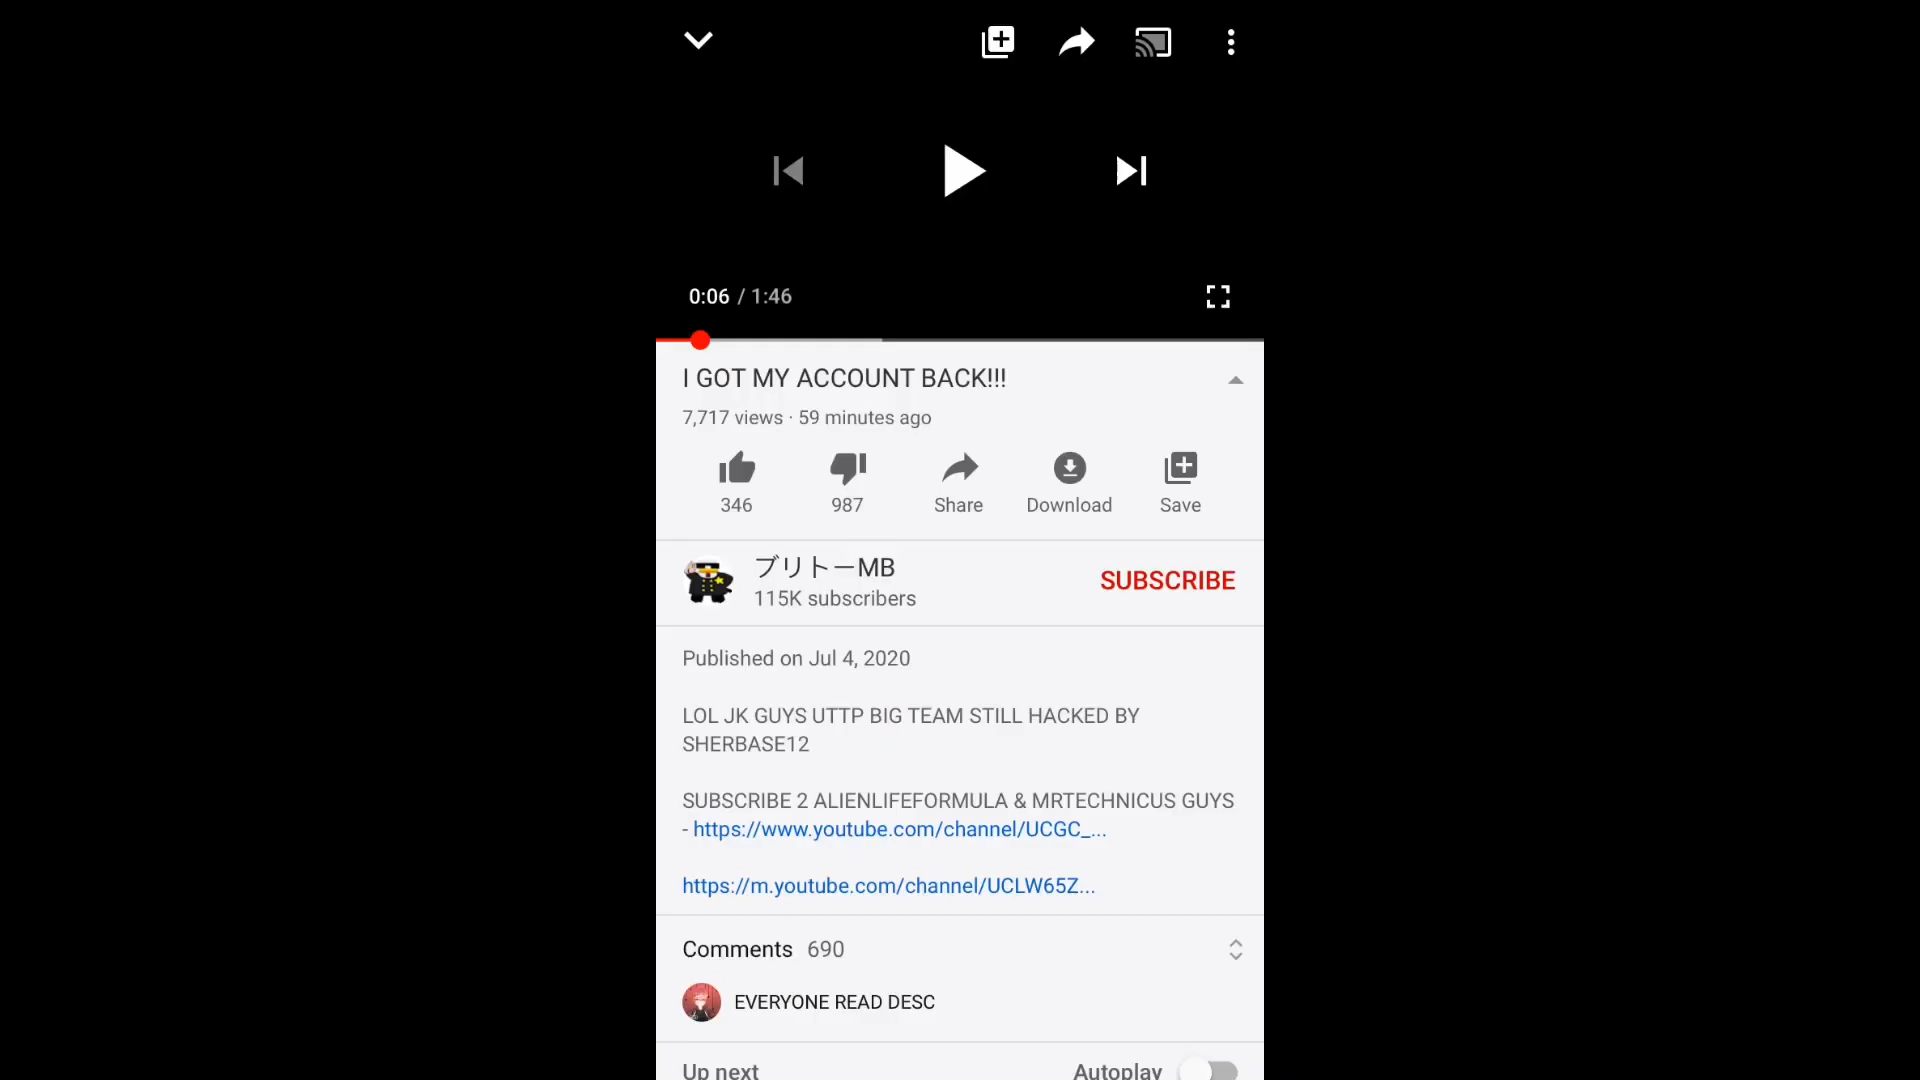 0:06 / 1:46
I GOT MY ACCOUNT BACK!!!
7,717 views · 59 minutes ago
346 987 Share Download Save
ブリトーMB
115K subscribers
SUBSCRIBE
Published on Jul 4, 2020
LOL JK GUYS UTTP BIG TEAM STILL HACKED BY
SHERBASE12
SUBSCRIBE 2 ALIENLIFEFORMULA & MRTECHNICUS GUYS
- https://www.youtube.com/channel/UCGC_...
https://m.youtube.com/channel/UCLW65Z...
Comments 690
EVERYONE READ DESC
Up next Autoplay